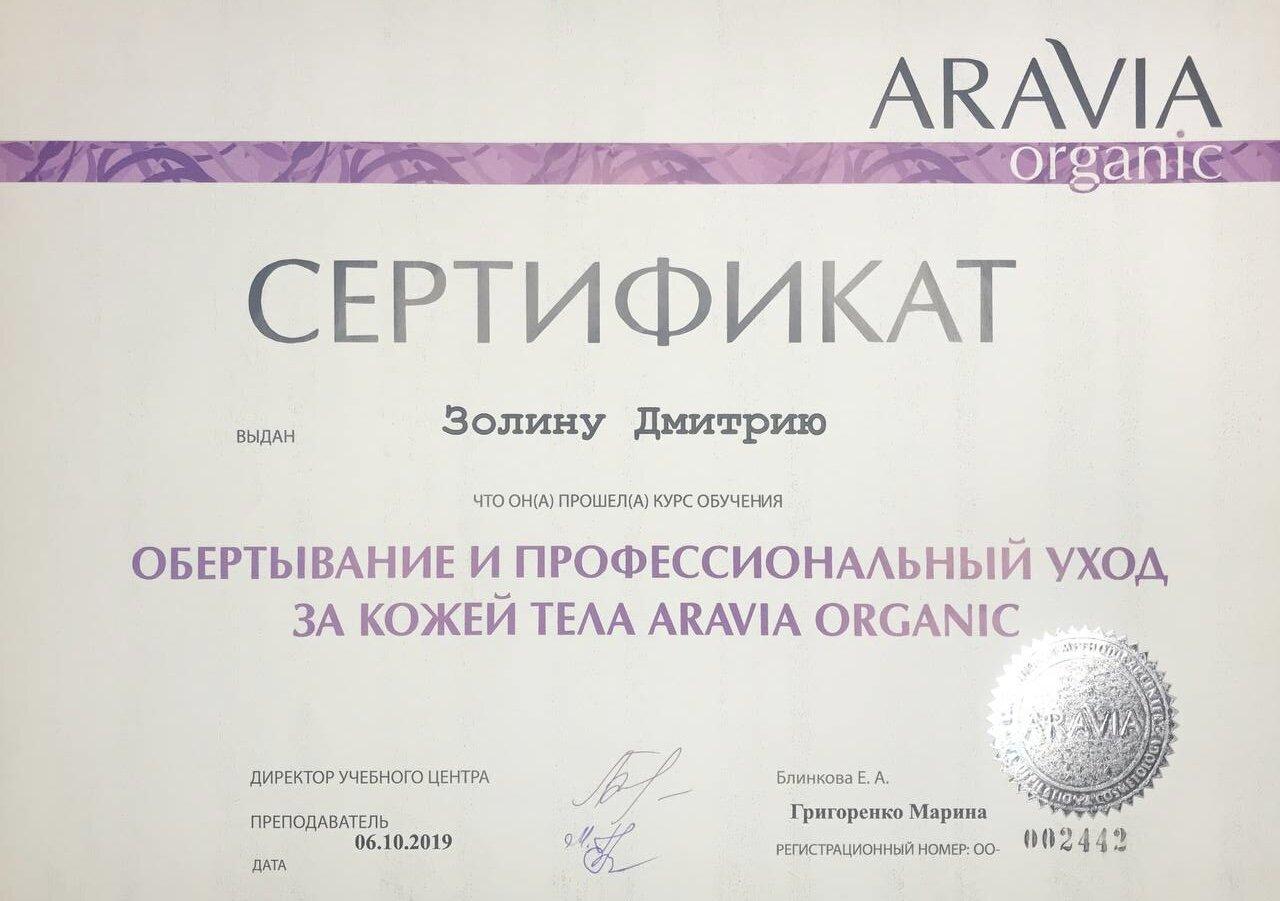 ARAVIA
organic
СЕРТИФИКАТ
ВЫДАН
Золину Дмитрию
ЧТО ОН(А) ПРОШЕЛ(А) КУРС ОБУЧЕНИЯ
ОБЕРТЫВАНИЕ И ПРОФЕССИОНАЛЬНЫЙ УХОД
ЗА КОЖЕЙ ТЕЛА ARAVIA ORGANIC
ARAVIA
ДИРЕКТОР УЧЕБНОГО ЦЕНТРА Блинкова Е. А.
ПРЕПОДАВАТЕЛЬ Григоренко Марина
ДАТА 06.10.2019
РЕГИСТРАЦИОННЫЙ НОМЕР: ОО- 002442